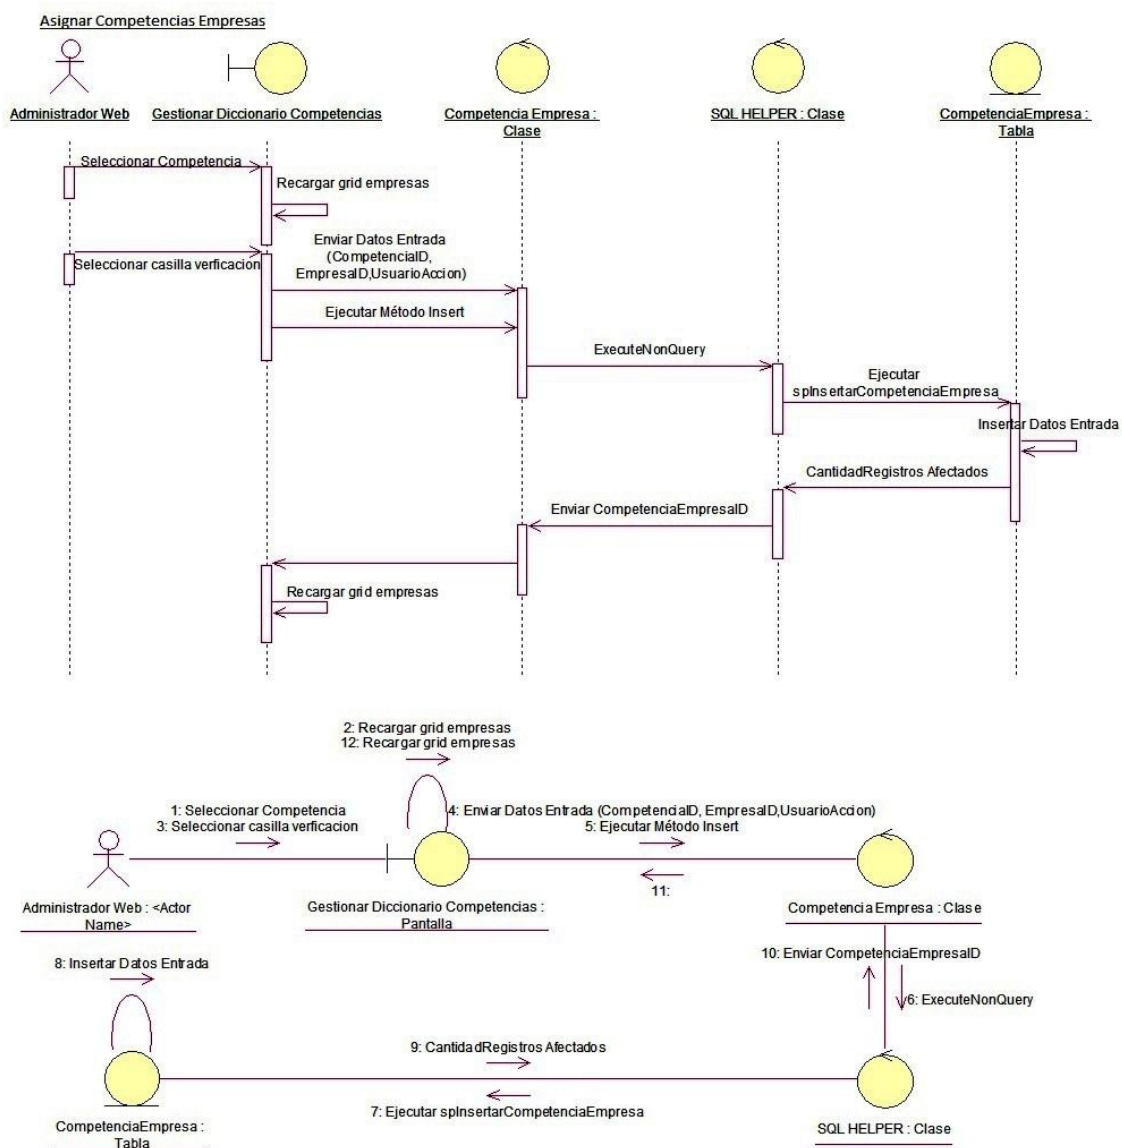 Asignar Competencias Empresas
Administrador Web
Gestionar Diccionario Competencias
Competencia Empresa :
Clase
SQL HELPER : Clase
CompetenciaEmpresa :
Tabla
Seleccionar Competencia
Recargar grid empresas
Seleccionar casilla verficacion
Enviar Datos Entrada
(CompetenciaID,
EmpresaID,UsuarioAccion)
Ejecutar Método Insert
ExecuteNonQuery
Ejecutar
spInsertarCompetenciaEmpresa
Insertar Datos Entrada
CantidadRegistros Afectados
Enviar CompetenciaEmpresaID
Recargar grid empresas
2: Recargar grid empresas
12: Recargar grid empresas
1: Seleccionar Competencia
3: Seleccionar casilla verficacion
4: Enviar Datos Entrada (CompetenciaID, EmpresaID,UsuarioAccion)
5: Ejecutar Método Insert
11:
Administrador Web : <Actor
Name>
Gestionar Diccionario Competencias :
Pantalla
Competencia Empresa : Clase
8: Insertar Datos Entrada
10: Enviar CompetenciaEmpresaID
6: ExecuteNonQuery
9: CantidadRegistros Afectados
7: Ejecutar spInsertarCompetenciaEmpresa
CompetenciaEmpresa :
Tabla
SQL HELPER : Clase